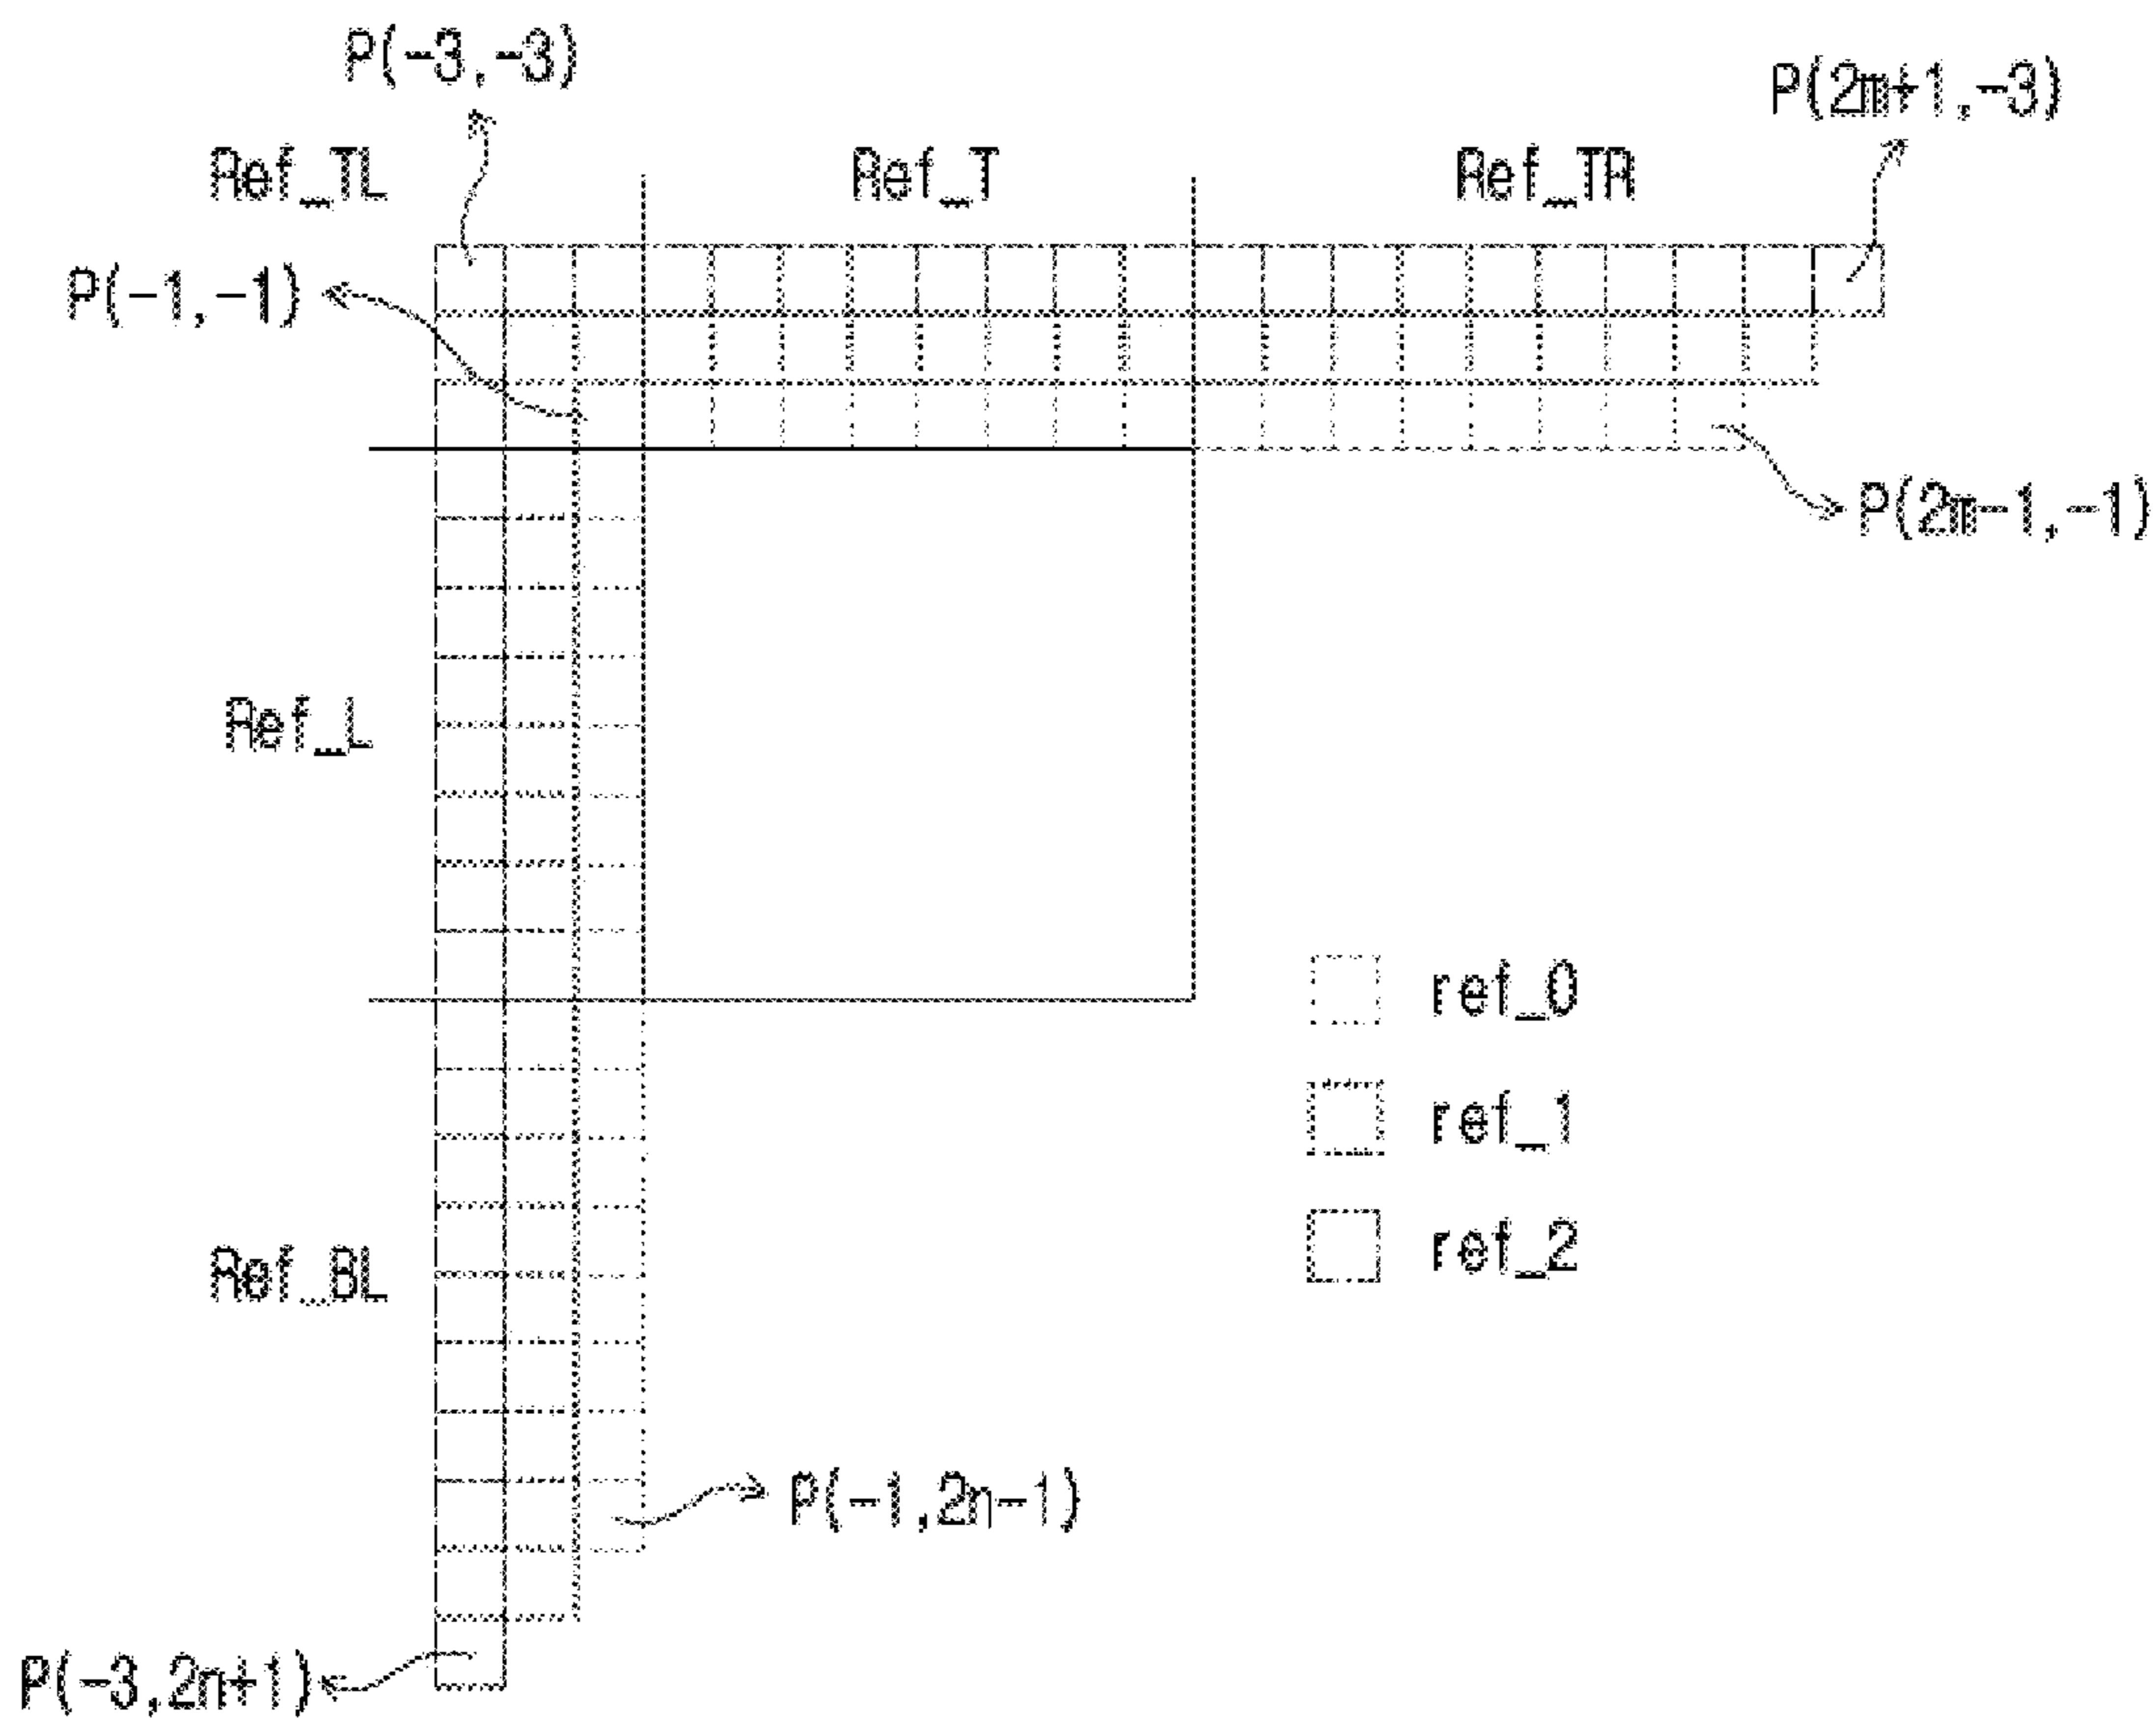 P(-3,-3)
P(2m+1,-3)
Ref_TL
Ref_T
Ref_TR
P(-1,-1)
P(2m-1,-1)
Ref_L
ref_0
ref_1
ref_2
Ref_BL
P(-1,2n-1)
P(-3,2n+1)